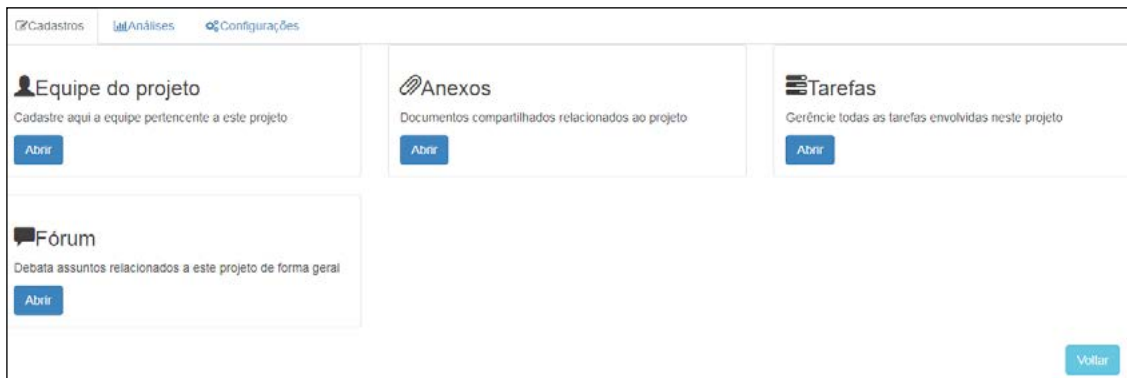 Cadastros
Análises
Configurações
Equipe do projeto
Cadastre aqui a equipe pertencente a este projeto
Abrir
Anexos
Documentos compartilhados relacionados ao projeto
Abrir
Tarefas
Gerêncie todas as tarefas envolvidas neste projeto
Abrir
Fórum
Debata assuntos relacionados a este projeto de forma geral
Abrir
Voltar